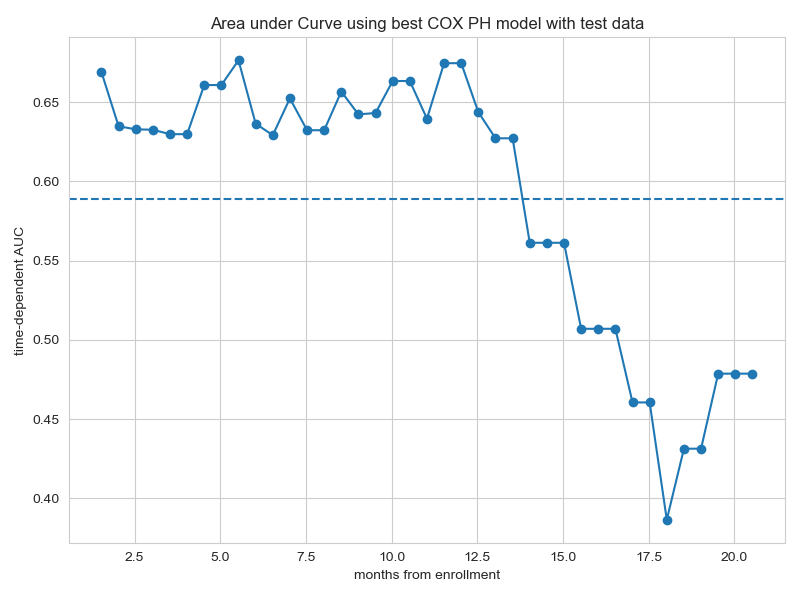 Area under Curve using best COX PH model with test data
time-dependent AUC
0.65
0.60
0.55
0.50
0.45
0.40
2.5 5.0 7.5 10.0 12.5 15.0 17.5 20.0
months from enrollment